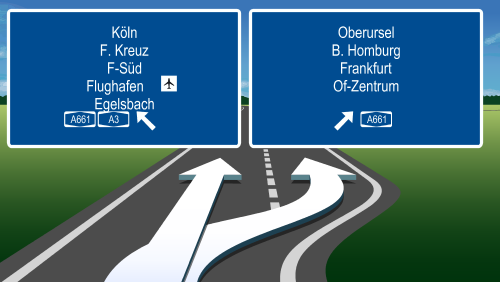 Köln
F. Kreuz
F-Süd
Flughafen
Egelsbach
A661 A3
Oberursel
B. Homburg
Frankfurt
Of-Zentrum
A661